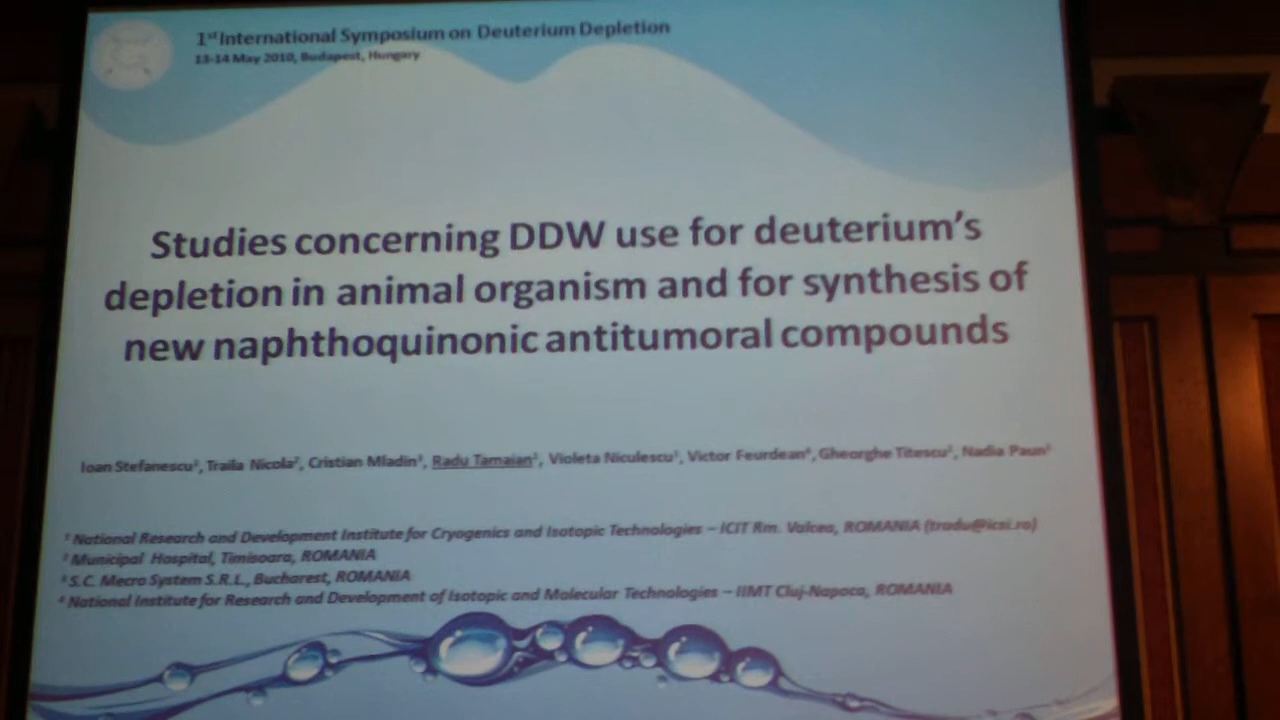 1st International Symposium on Deuterium Depletion
13-14 May 2010, Budapest, Hungary
Studies concerning DDW use for deuterium's
depletion in animal organism and for synthesis of
new naphthoquinonic antitumoral compounds
Ioan Stefanescu¹, Traila Nicola², Cristian Mladin³, Radu Tamaian¹, Violeta Niculescu¹, Victor Feurdean⁴, Gheorghe Titescu¹, Nadia Paun¹
¹ National Research and Development Institute for Cryogenics and Isotopic Technologies – ICIT Rm. Valcea, ROMANIA (tradu@icsi.ro)
² Municipal Hospital, Timisoara, ROMANIA
³ S.C. Mecro System S.R.L., Bucharest, ROMANIA
⁴ National Institute for Research and Development of Isotopic and Molecular Technologies – IIMT Cluj-Napoca, ROMANIA